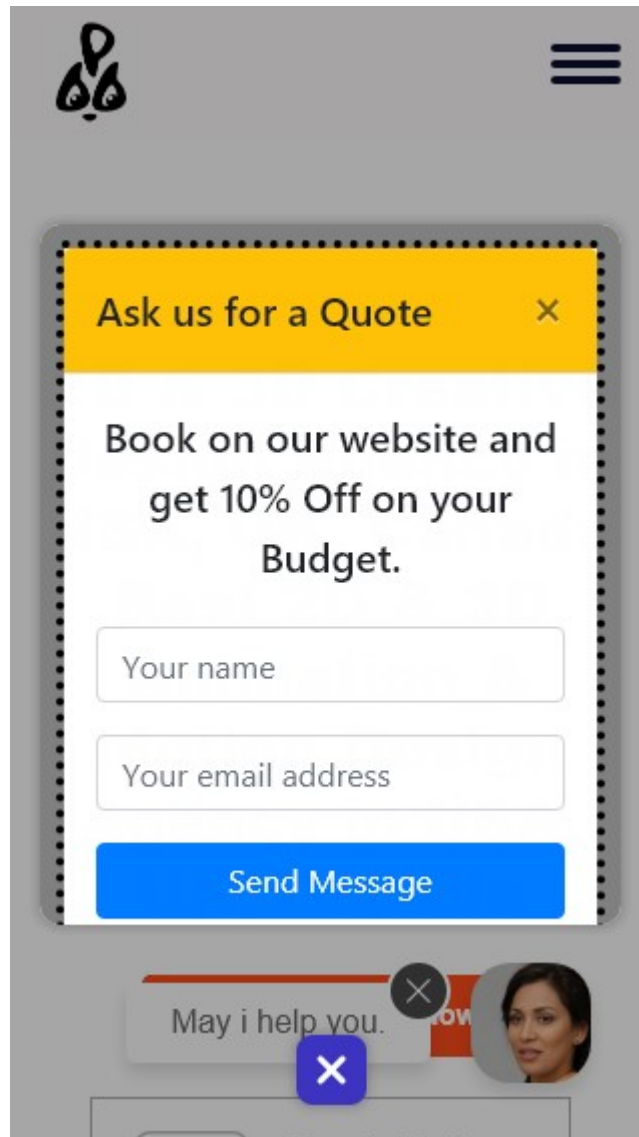 Ask us for a Quote ×
Book on our website and
get 10% Off on your
Budget.
Your name
Your email address
Send Message
May i help you.